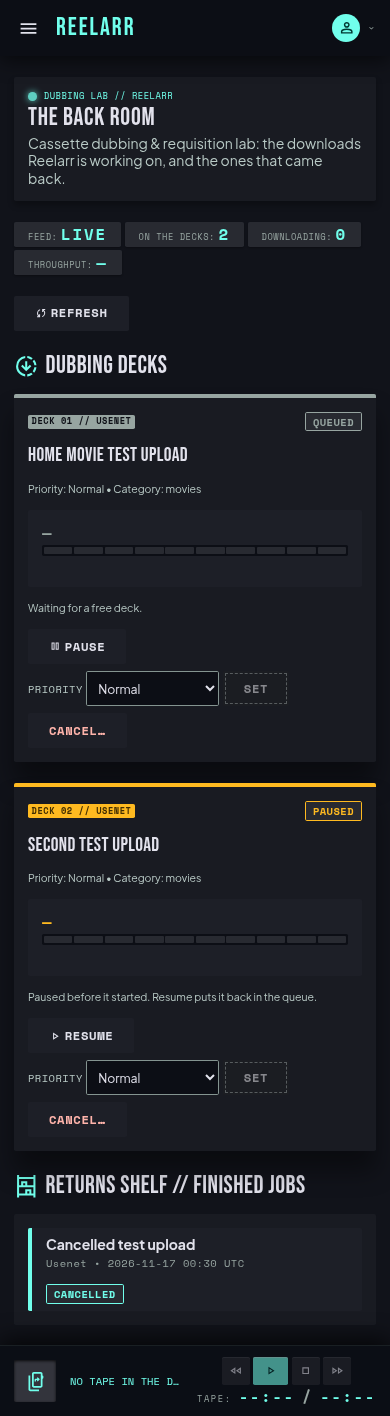 REELARR
DUBBING LAB // REELARR
THE BACK ROOM
Cassette dubbing & requisition lab: the downloads
Reelarr is working on, and the ones that came
back.
FEED: LIVE
ON THE DECKS: 2
DOWNLOADING: 0
THROUGHPUT: —
REFRESH
DUBBING DECKS
DECK 01 // USENET
QUEUED
HOME MOVIE TEST UPLOAD
Priority: Normal • Category: movies
—
Waiting for a free deck.
PAUSE
PRIORITY Normal SET
CANCEL…
DECK 02 // USENET
PAUSED
SECOND TEST UPLOAD
Priority: Normal • Category: movies
—
Paused before it started. Resume puts it back in the queue.
RESUME
PRIORITY Normal SET
CANCEL…
RETURNS SHELF // FINISHED JOBS
Cancelled test upload
Usenet • 2026-11-17 00:30 UTC
CANCELLED
NO TAPE IN THE D…
TAPE: --:-- / --:--